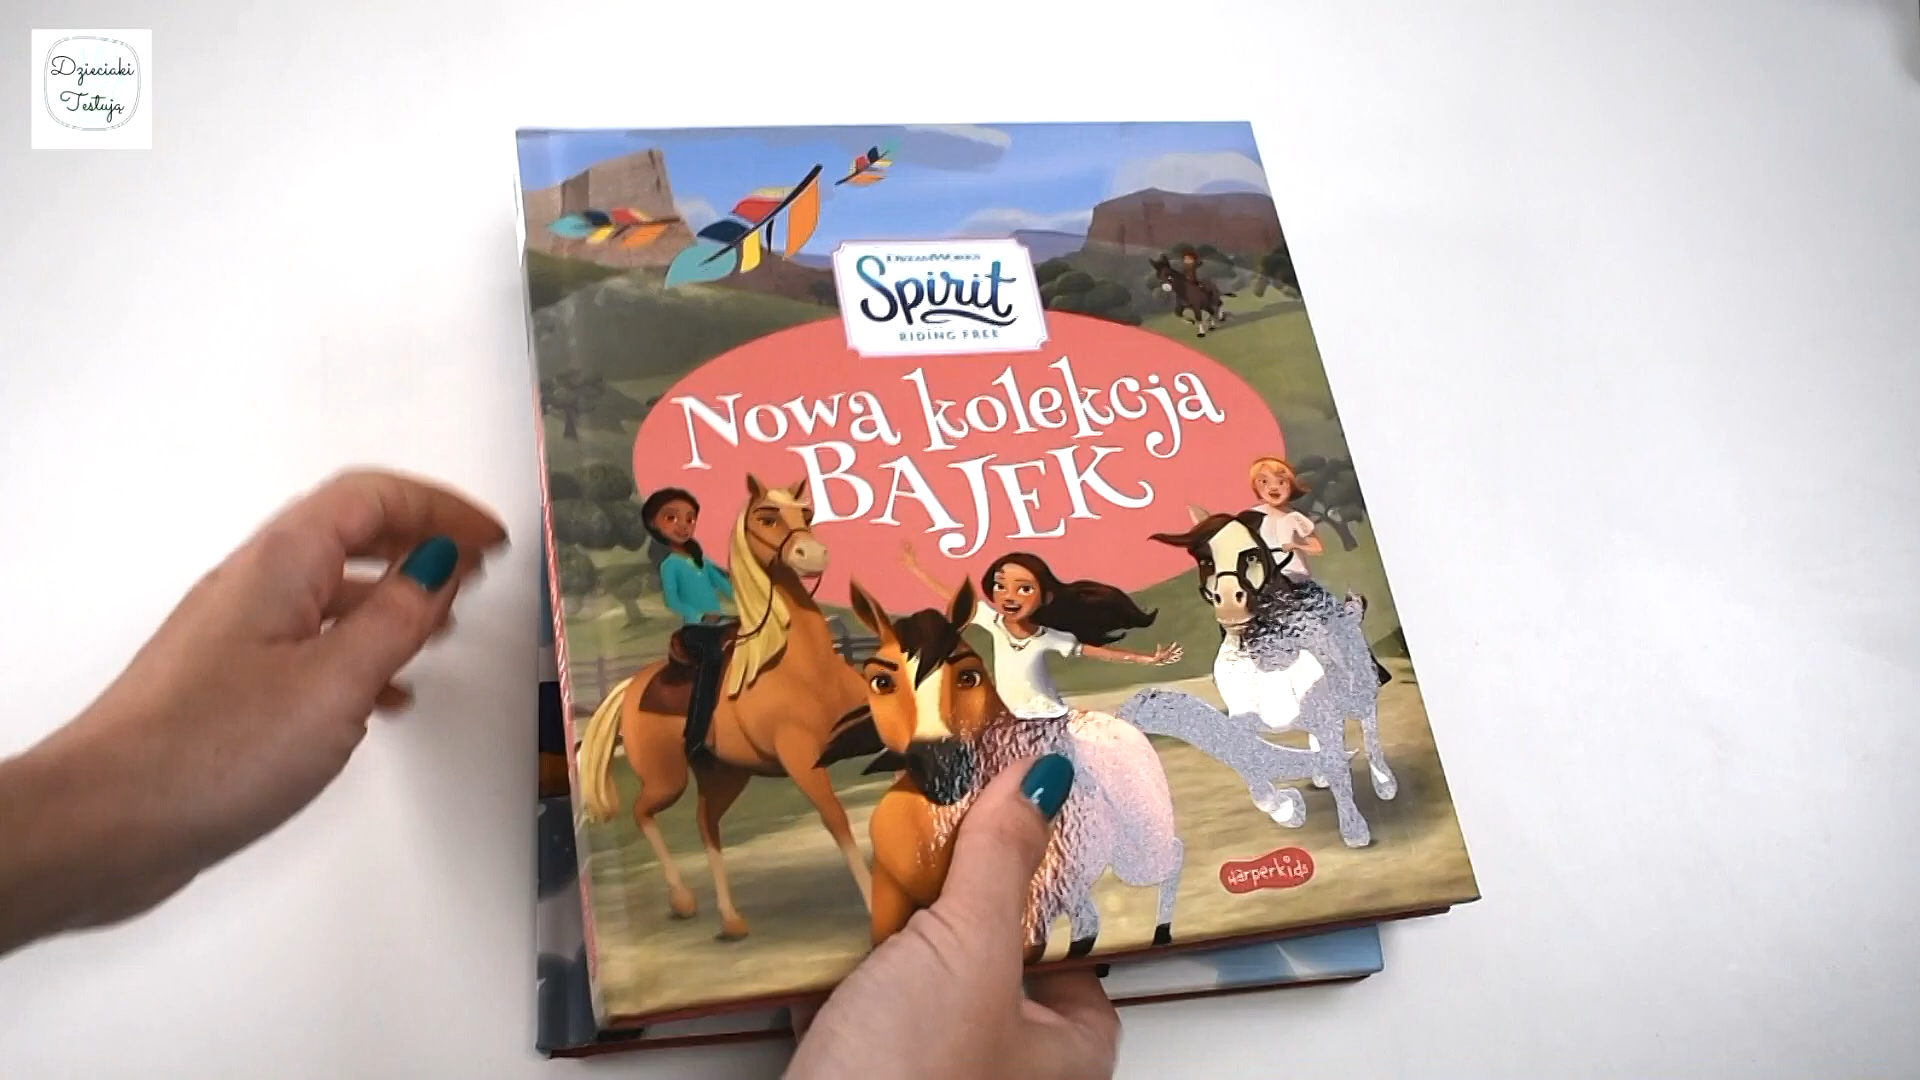 Dzieciaki
Testują
DREAMWORKS
Spirit
RIDING FREE
Nowa kolekcja
BAJEK
Harperkids